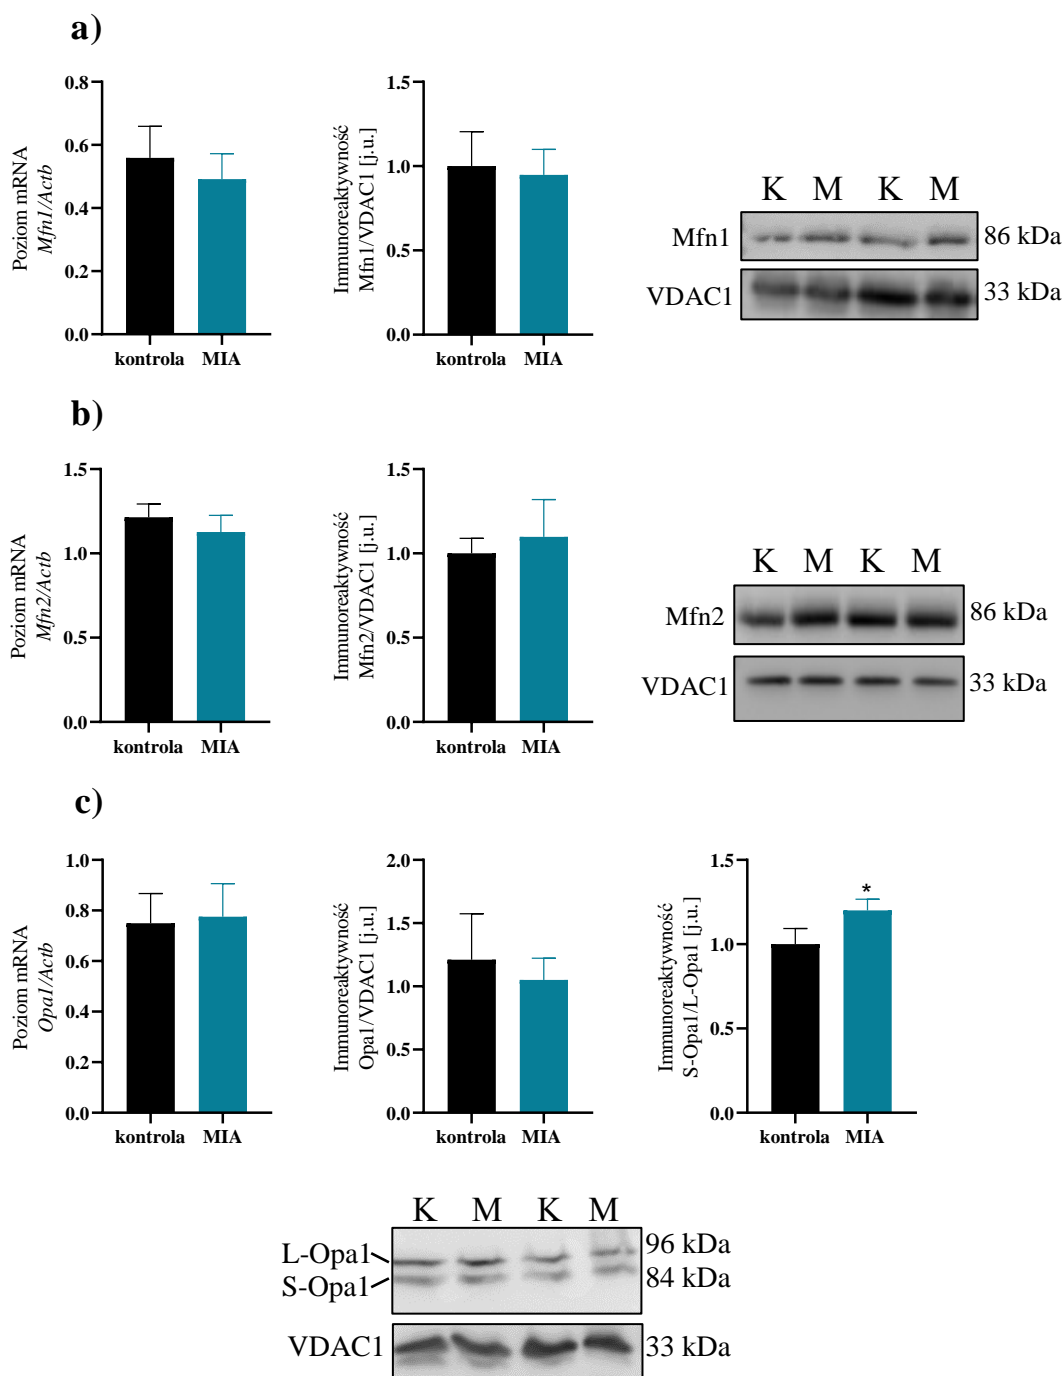 a)
Poziom mRNA
Mfn1/Actb
0.8
0.6
0.4
0.2
0.0
kontrola MIA
Immunoreaktywność
Mfn1/VDAC1 [j.u.]
1.5
1.0
0.5
0.0
kontrola MIA
K M K M
Mfn1 86 kDa
VDAC1 33 kDa
b)
Poziom mRNA
Mfn2/Actb
1.5
1.0
0.5
0.0
kontrola MIA
Immunoreaktywność
Mfn2/VDAC1 [j.u.]
1.5
1.0
0.5
0.0
kontrola MIA
K M K M
Mfn2 86 kDa
VDAC1 33 kDa
c)
Poziom mRNA
Opa1/Actb
1.0
0.8
0.6
0.4
0.2
0.0
kontrola MIA
Immunoreaktywność
Opa1/VDAC1 [j.u.]
2.0
1.5
1.0
0.5
0.0
kontrola MIA
Immunoreaktywność
S-Opa1/L-Opa1 [j.u.]
1.5
1.0
0.5
0.0
*
kontrola MIA
K M K M
L-Opa1 96 kDa
S-Opa1 84 kDa
VDAC1 33 kDa